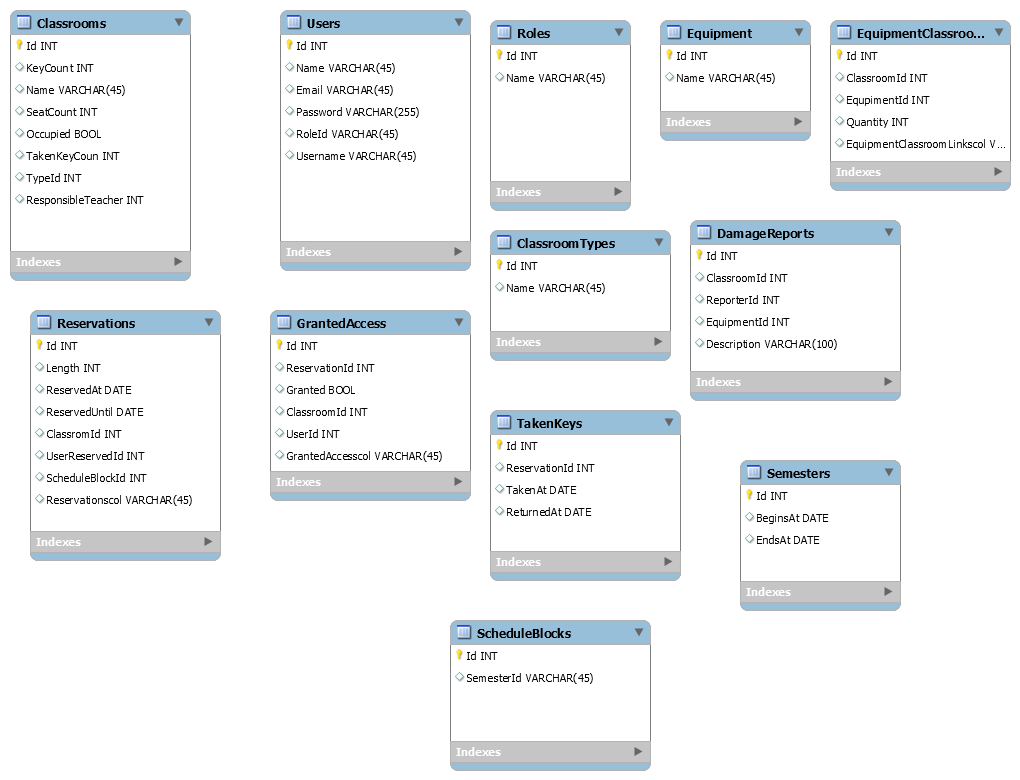 Classrooms
Id INT
KeyCount INT
Name VARCHAR(45)
SeatCount INT
Occupied BOOL
TakenKeyCoun INT
TypeId INT
ResponsibleTeacher INT
Indexes
Users
Id INT
Name VARCHAR(45)
Email VARCHAR(45)
Password VARCHAR(255)
RoleId VARCHAR(45)
Username VARCHAR(45)
Indexes
Roles
Id INT
Name VARCHAR(45)
Indexes
Equipment
Id INT
Name VARCHAR(45)
Indexes
EquipmentClassroo...
Id INT
ClassroomId INT
EqupimentId INT
Quantity INT
EquipmentClassroomLinkscol V...
Indexes
ClassroomTypes
Id INT
Name VARCHAR(45)
Indexes
DamageReports
Id INT
ClassroomId INT
ReporterId INT
EquipmentId INT
Description VARCHAR(100)
Indexes
Reservations
Id INT
Length INT
ReservedAt DATE
ReservedUntil DATE
ClassromId INT
UserReservedId INT
ScheduleBlockId INT
Reservationscol VARCHAR(45)
Indexes
GrantedAccess
Id INT
ReservationId INT
Granted BOOL
ClassroomId INT
UserId INT
GrantedAccesscol VARCHAR(45)
Indexes
TakenKeys
Id INT
ReservationId INT
TakenAt DATE
ReturnedAt DATE
Indexes
Semesters
Id INT
BeginsAt DATE
EndsAt DATE
Indexes
ScheduleBlocks
Id INT
SemesterId VARCHAR(45)
Indexes